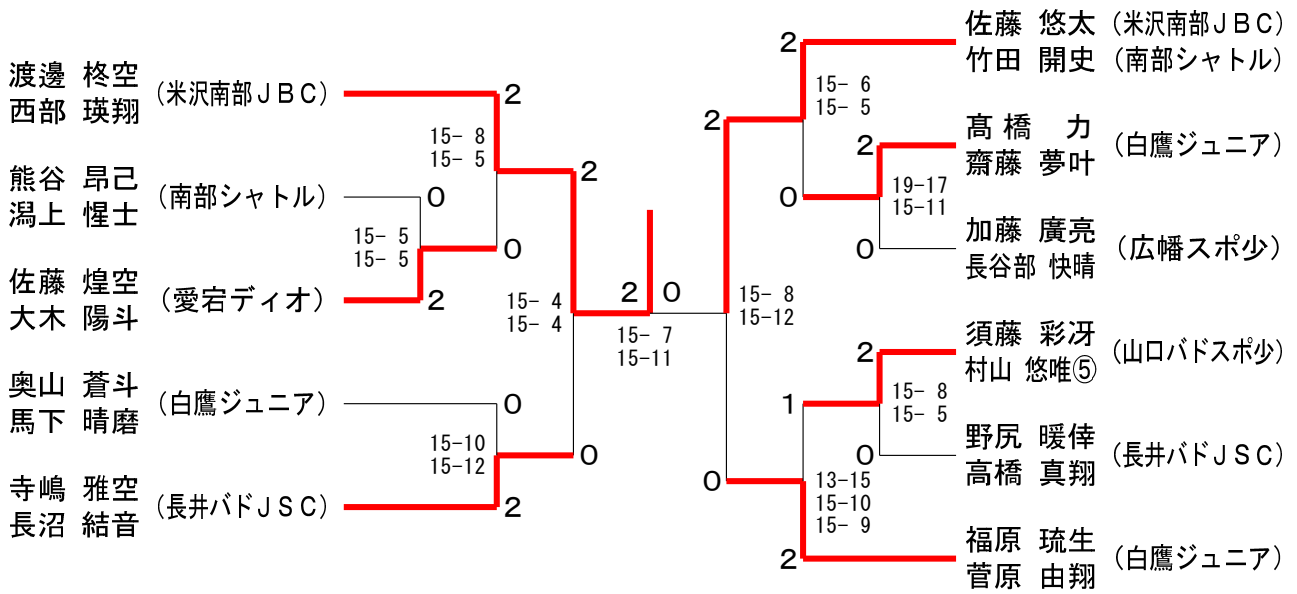 渡邊 柊空
西部 瑛翔
(米沢南部JBC)
2
15- 8
15- 5
熊谷 昂己
潟上 惺士
(南部シャトル)
0
15- 5
15- 5
0
佐藤 煌空
大木 陽斗
(愛宕ディオ)
2
2
15- 4
15- 4
奥山 蒼斗
馬下 晴磨
(白鷹ジュニア)
0
15-10
15-12
0
寺嶋 雅空
長沼 結音
(長井バドJSC)
2
2 0
15- 7
15-11
佐藤 悠太 (米沢南部JBC)
竹田 開史 (南部シャトル)
2
15- 6
15- 5
2
髙橋 力
齋藤 夢叶
(白鷹ジュニア)
2
19-17
15-11
0
加藤 廣亮
長谷部 快晴
(広幡スポ少)
0
15- 8
15-12
須藤 彩冴
村山 悠唯⑤
(山口バドスポ少)
2
15- 8
15- 5
1
野尻 暖倖
高橋 真翔
(長井バドJSC)
0
0
13-15
15-10
15- 9
福原 琉生
菅原 由翔
(白鷹ジュニア)
2